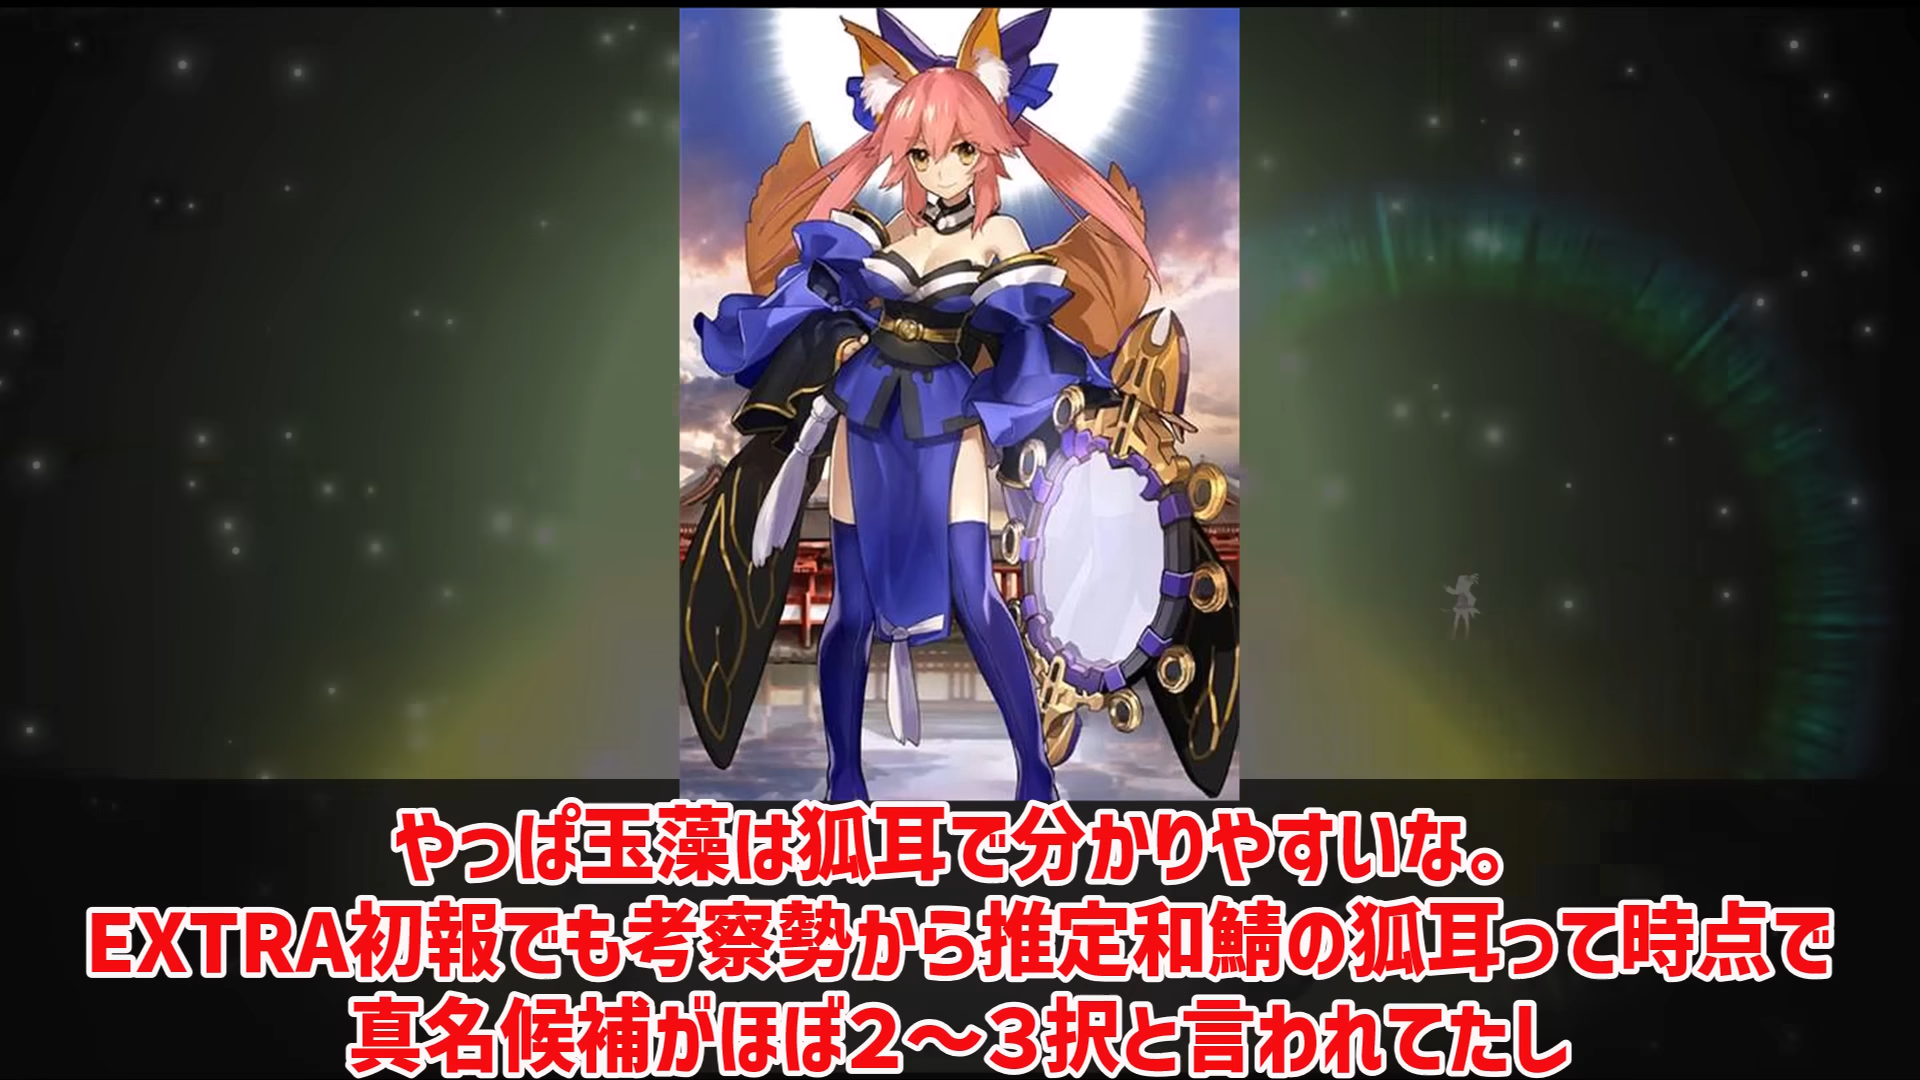 やっぱ玉藻は狐耳で分かりやすいな。
EXTRA初報でも考察勢から推定和鯖の狐耳って時点で
真名候補がほぼ２～３択と言われてたし